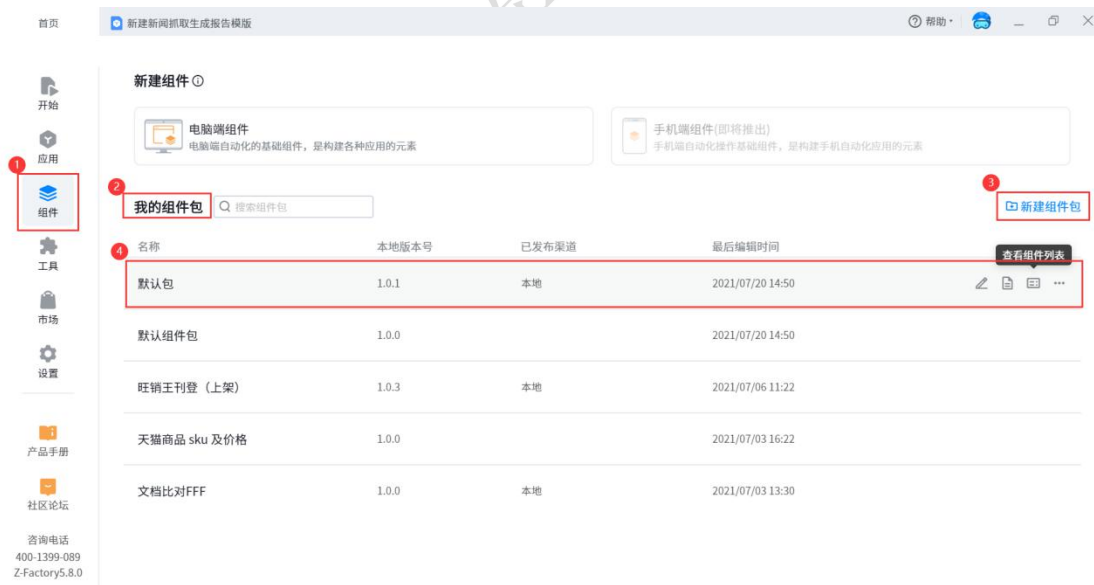 首页
新建新闻抓取生成报告模版
帮助
新建组件
开始
电脑端组件
电脑端自动化的基础组件，是构建各种应用的元素
手机端组件(即将推出)
手机端自动化操作基础组件，是构建手机自动化应用的元素
应用
1
组件
2
我的组件包
搜索组件包
3
新建组件包
工具
4
名称 本地版本号 已发布渠道 最后编辑时间
查看组件列表
默认包 1.0.1 本地 2021/07/20 14:50
市场
默认组件包 1.0.0 2021/07/20 14:50
设置
旺销王刊登（上架） 1.0.3 本地 2021/07/06 11:22
产品手册
天猫商品 sku 及价格 1.0.0 2021/07/03 16:22
社区论坛
文档比对FFF 1.0.0 本地 2021/07/03 13:30
咨询电话
400-1399-089
Z-Factory5.8.0